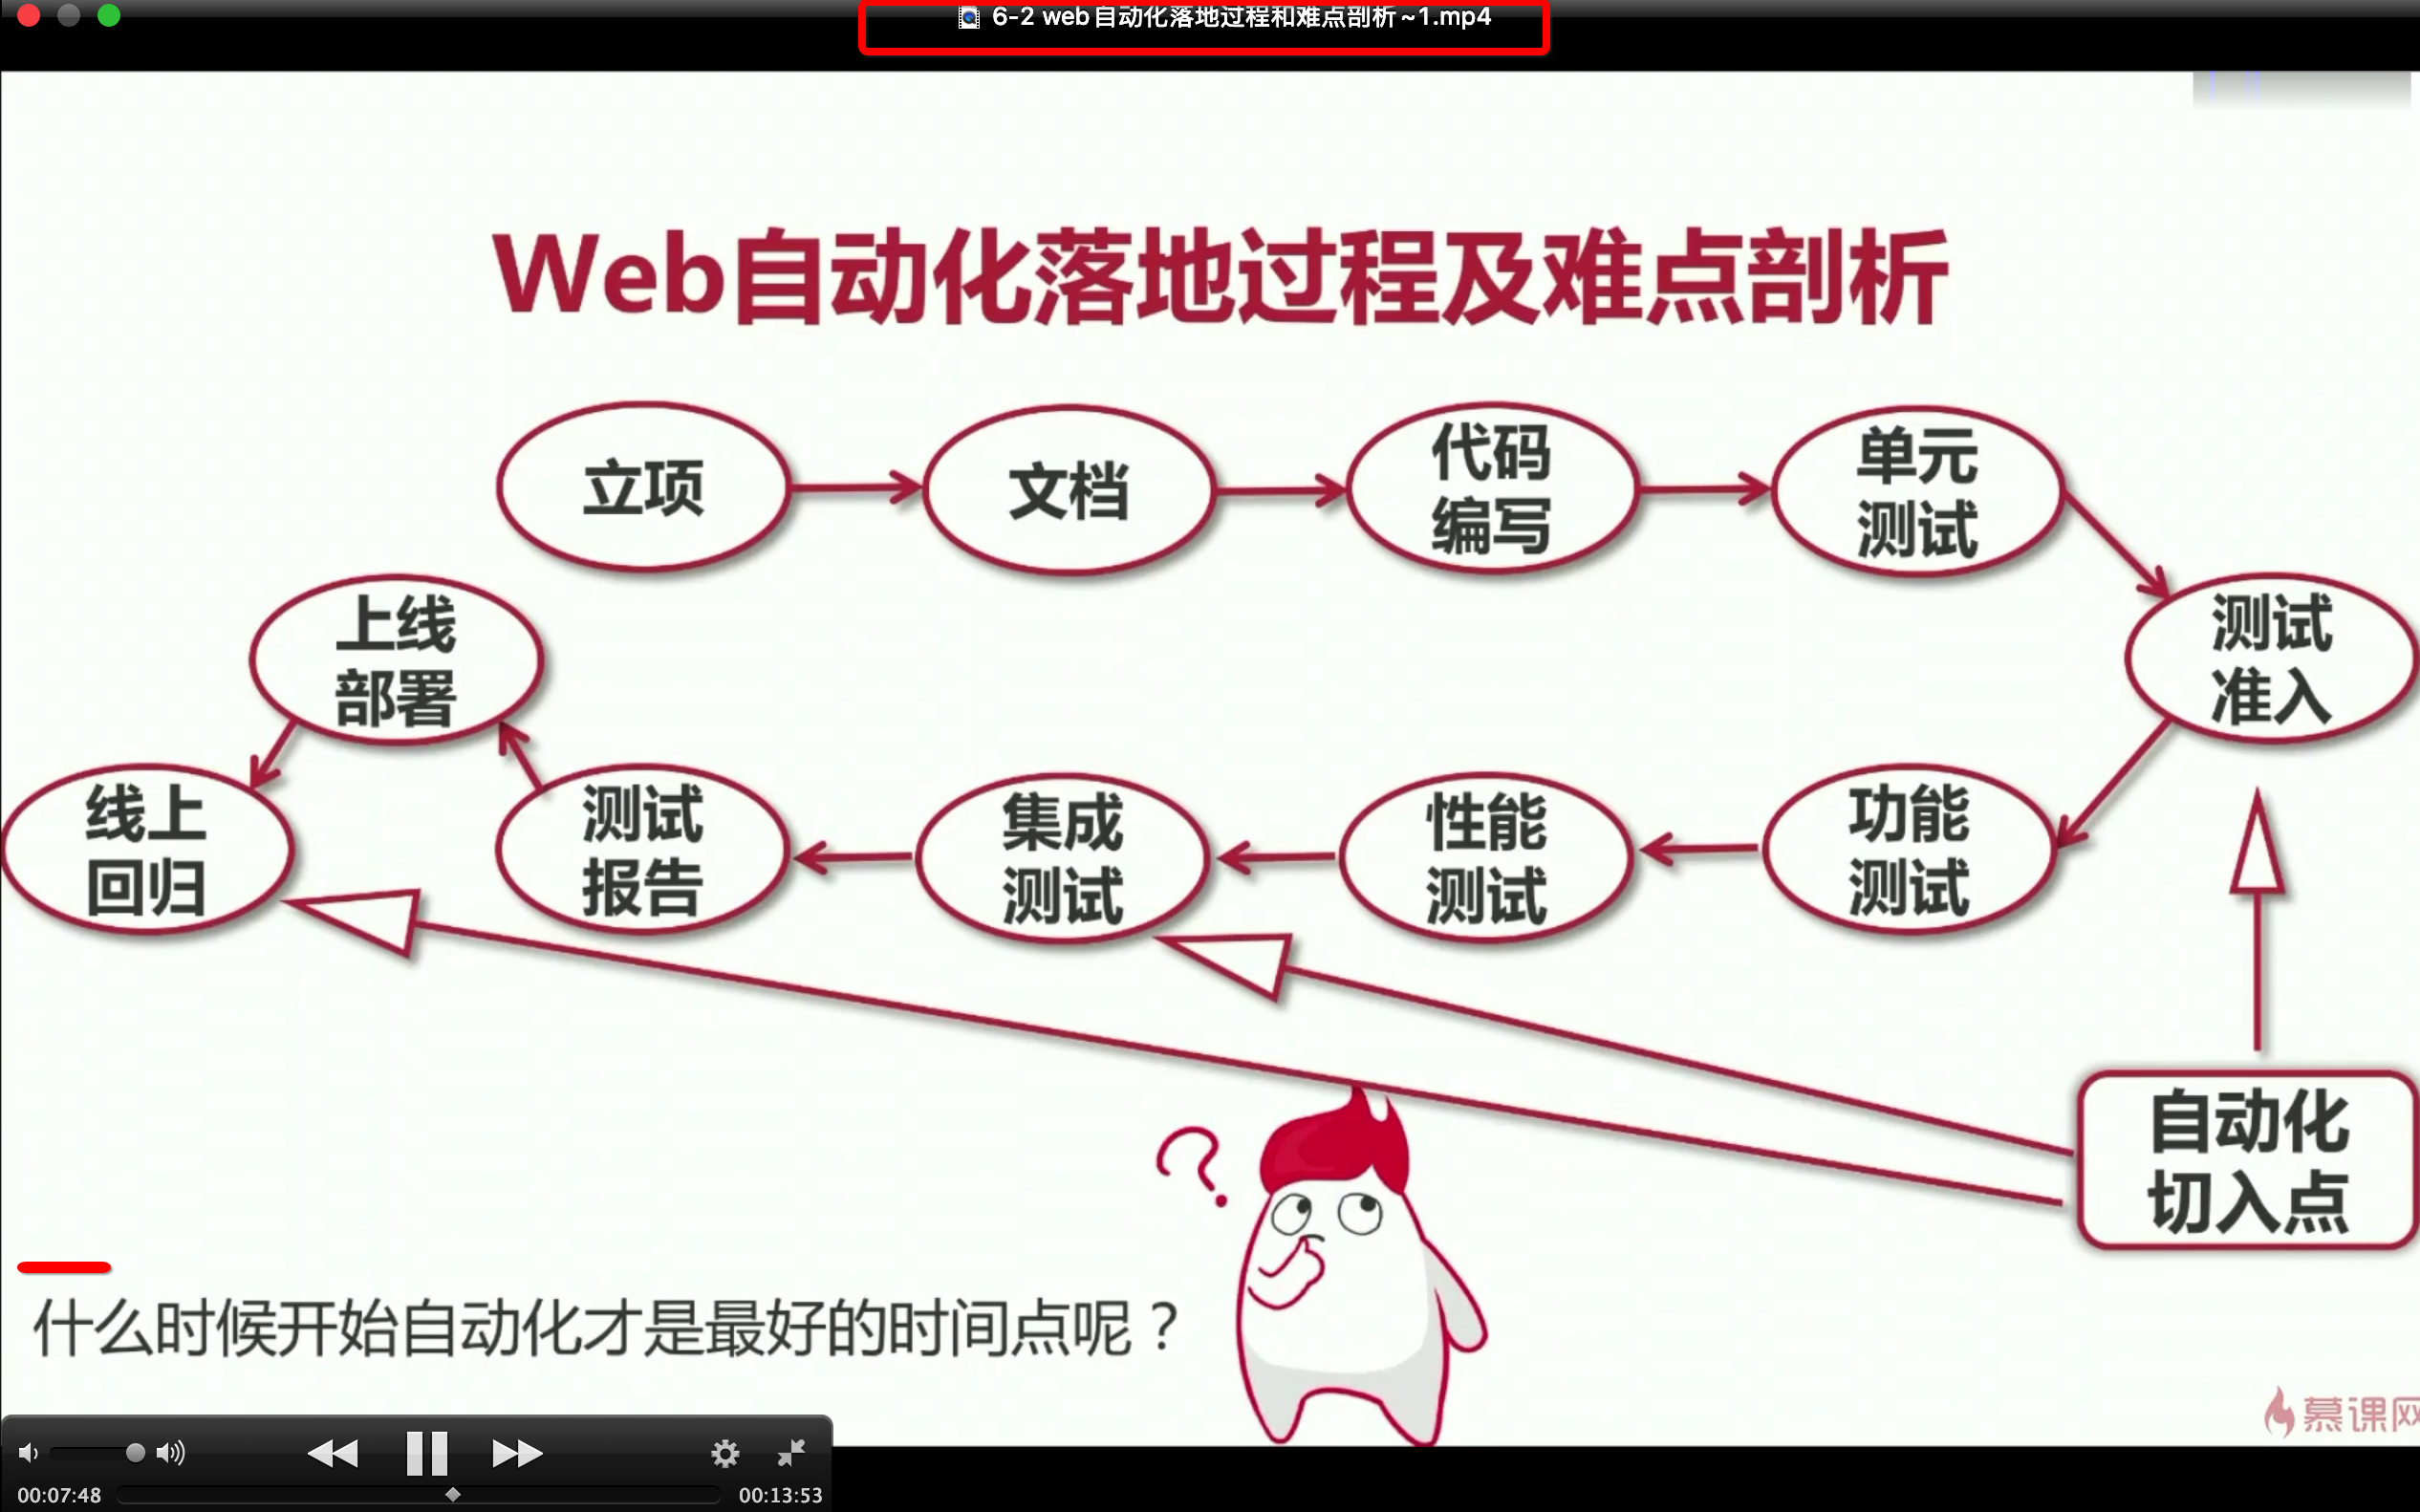 6-2 web自动化落地过程和难点剖析~1.mp4
Web自动化落地过程及难点剖析
立项
文档
代码
编写
单元
测试
测试
准入
功能
测试
性能
测试
集成
测试
测试
报告
上线
部署
线上
回归
自动化
切入点
?
什么时候开始自动化才是最好的时间点呢？
慕课网
00:07:48
00:13:53